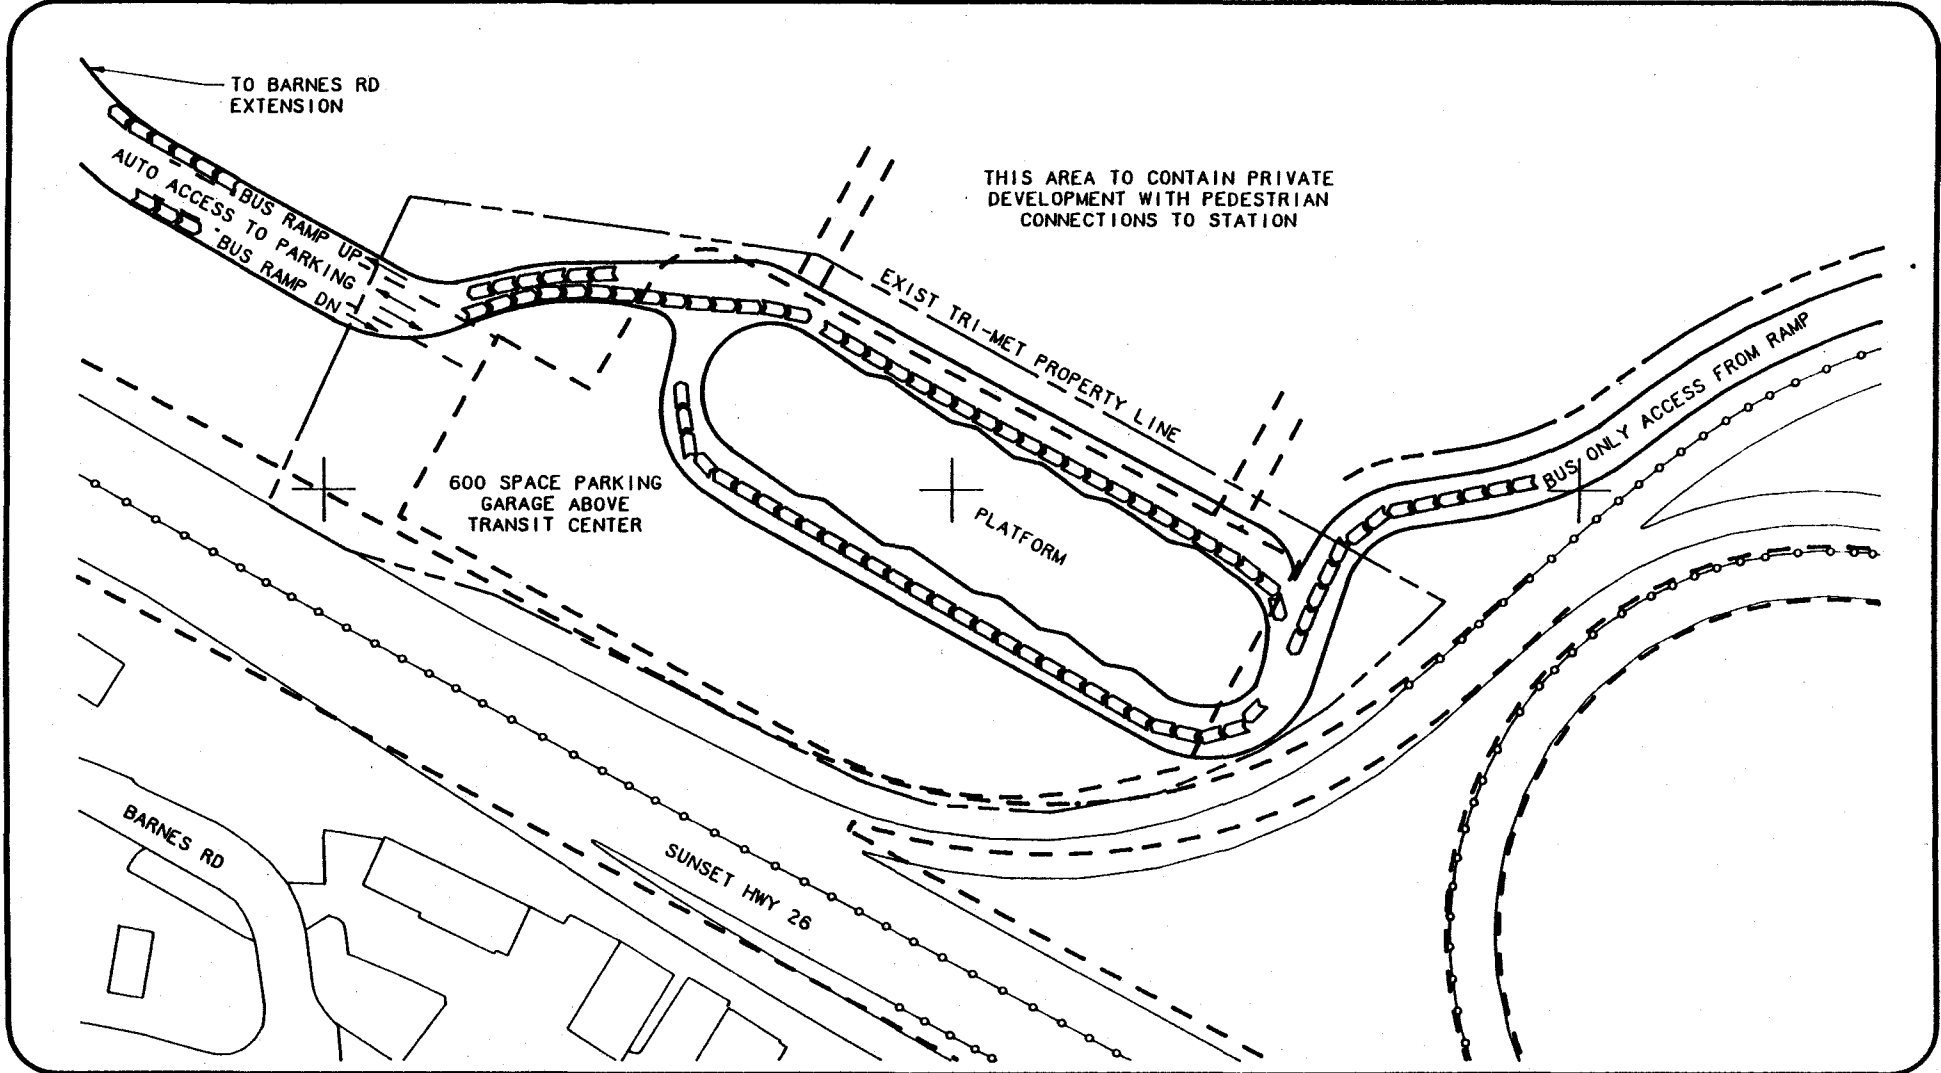 TO BARNES RD
EXTENSION
THIS AREA TO CONTAIN PRIVATE
DEVELOPMENT WITH PEDESTRIAN
CONNECTIONS TO STATION
BUS RAMP UP
AUTO ACCESS TO PARKING
BUS RAMP DN
EXIST TRI-MET PROPERTY LINE
BUS ONLY ACCESS FROM RAMP
600 SPACE PARKING
GARAGE ABOVE
TRANSIT CENTER
PLATFORM
BARNES RD
SUNSET HWY 26